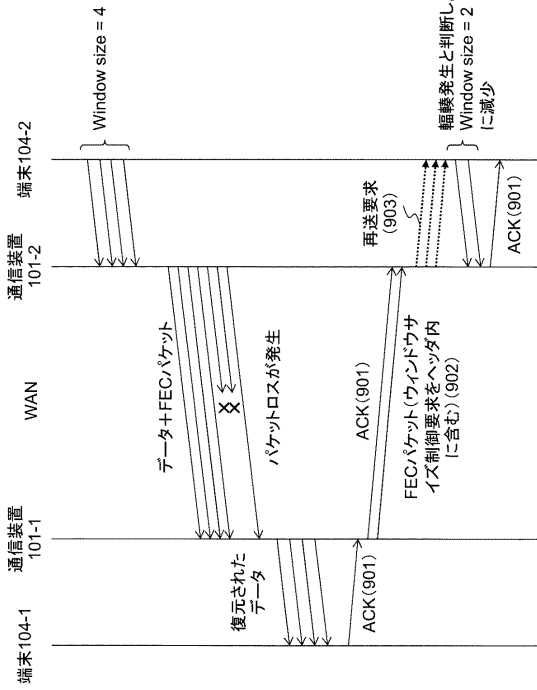 端末104-1
通信装置
101-1
WAN
通信装置
101-2
端末104-2
Window size = 4
データ+FECパケット
パケットロスが発生
復元された
データ
ACK(901)
ACK(901)
FECパケット(ウィンドウサ
イズ制御要求をヘッダ内
に含む)(902)
再送要求
(903)
輻輳発生と判断し、
Window size = 2
に減少
ACK(901)